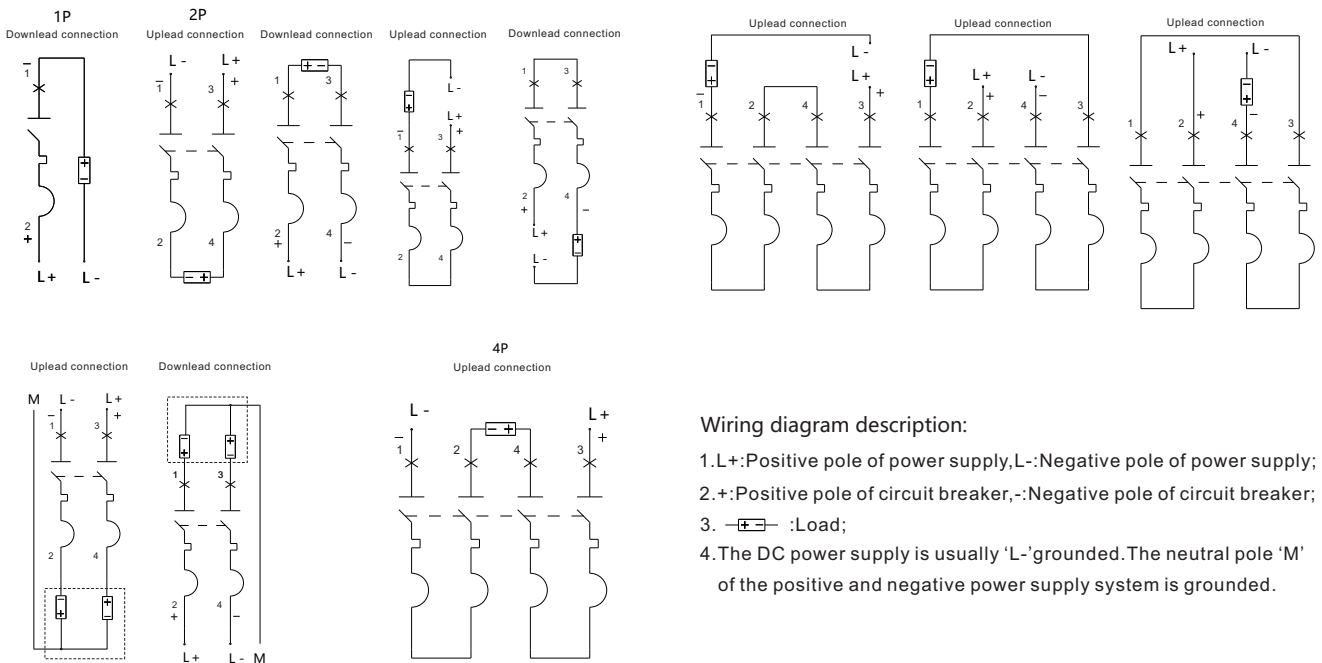 1P
Downlead connection
−
1
2
+
L+
L -
+
−
2P
Uplead connection
L -
L+
−
1
3
+
2
4
− +
Downlead connection
+ −
1
3
2
+
4
−
L+
L -
Uplead connection
L -
L+
−
+
−
1
3
+
2
4
Downlead connection
1
3
2
+
4
−
L+
L -
+
−
Uplead connection
L -
L+
−
+
−
1
2
4
3
+
Uplead connection
−
+
L+
L -
1
2
+
4
−
3
Uplead connection
L+
L -
−
+
1
2
+
4
−
3
Uplead connection
M
L -
L+
−
1
3
+
2
4
−
+
+
−
Downlead connection
−
+
+
−
1
3
2
+
4
−
L+
L -
M
4P
Uplead connection
L -
L+
−
1
2
− +
4
3
+
Wiring diagram description:
1.L+:Positive pole of power supply,L-:Negative pole of power supply;
2.+:Positive pole of circuit breaker,-:Negative pole of circuit breaker;
3. + − :Load;
4.The DC power supply is usually ‘L-’grounded.The neutral pole ‘M’
of the positive and negative power supply system is grounded.